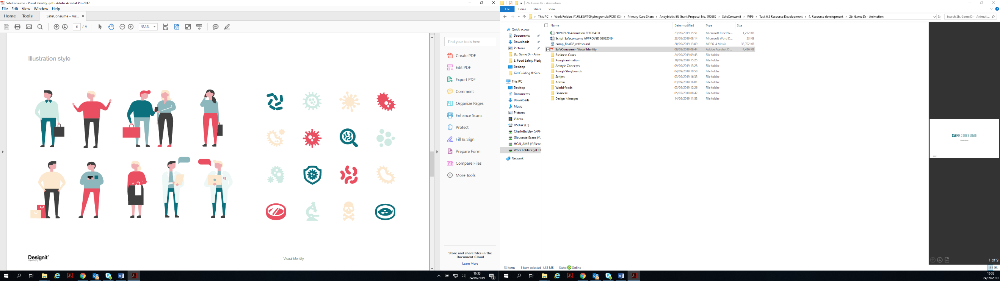 SafeConsume - Visual Identity .pdf - Adobe Acrobat Pro 2017
File Edit View Window Help
Home Tools SafeConsume - Vis... ×
6 / 9 55.3%
Illustration style
Designit
Visual identity
Find your tools here
Create PDF
Edit PDF
Export PDF
Comment
Organize Pages
Enhance Scans
Protect
Fill & Sign
Prepare Form
Compare Files
More Tools
Store and share files in the
Document Cloud
Learn More
16:33
24/09/2019
2b. Game Dr - Animation
File Home Share View
This PC > Work Folders (\\FILESWT09.phe.gov.uk\PCU) (X:) > Primary Care Share > Andybiotic EU Grant Proposal No. 790589 > SafeConsumE > WP6 > Task 6.3 Resource Development > 4. Resource development > 2b. Game Dr - Animation
Search 2b. Game Dr - Animati...
Quick access
Documents
Downloads
Pictures
2b. Game Dr - Anim
8. Food Safety Pledg
Desktop
Girl Guiding & Scou
This PC
Desktop
Documents
Downloads
Music
Pictures
Videos
OSDisk (C:)
Charlotte.Eley (\\PH
GloucesterScans (\\
HCAI_AMR (\\filecc
Work Folders (\\FILI
Network
Name Date modified Type Size
2019.09.20 Animation FEEDBACK 23/09/2019 15:51 Microsoft Excel W... 1,252 KB
Script_Safeconsume APPROVED 02092019 23/09/2019 08:14 Microsoft Word D... 23 KB
comp_final02_withsound 20/09/2019 13:09 MPEG-4 Movie 33,702 KB
SafeConsume - Visual Identity 09/09/2019 09:44 Adobe Acrobat D... 4,436 KB
Business Cases 24/09/2019 09:45 File folder
Rough animation 19/09/2019 15:25 File folder
Artstyle Concepts 09/09/2019 13:28 File folder
Rough Storyboards 04/09/2019 10:58 File folder
Scripts 03/09/2019 16:35 File folder
Admin 03/09/2019 16:01 File folder
World foods 03/09/2019 12:26 File folder
Finances 05/07/2019 08:47 File folder
Design It images 14/06/2019 11:58 File folder
SAFE CONSUME
1 of 9
13 items 1 item selected 4.33 MB State: Online
16:33
24/09/2019